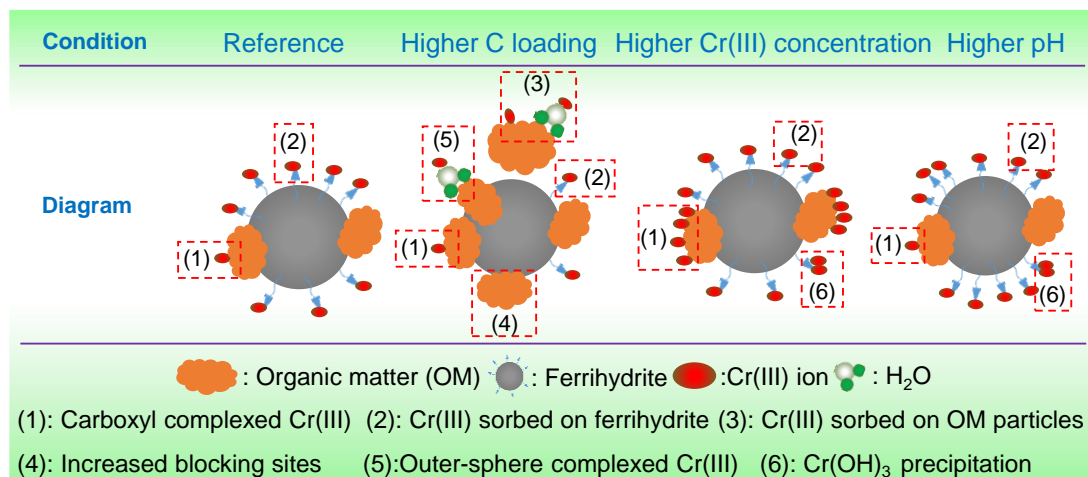 Condition Reference Higher C loading Higher Cr(III) concentration Higher pH
(3)
(2) (5) (2) (2) (2)
Diagram
(1) (1) (1) (1)
(6) (6)
(4)
: Organic matter (OM) : Ferrihydrite :Cr(III) ion : H₂O
(1): Carboxyl complexed Cr(III) (2): Cr(III) sorbed on ferrihydrite (3): Cr(III) sorbed on OM particles
(4): Increased blocking sites (5):Outer-sphere complexed Cr(III) (6): Cr(OH)₃ precipitation